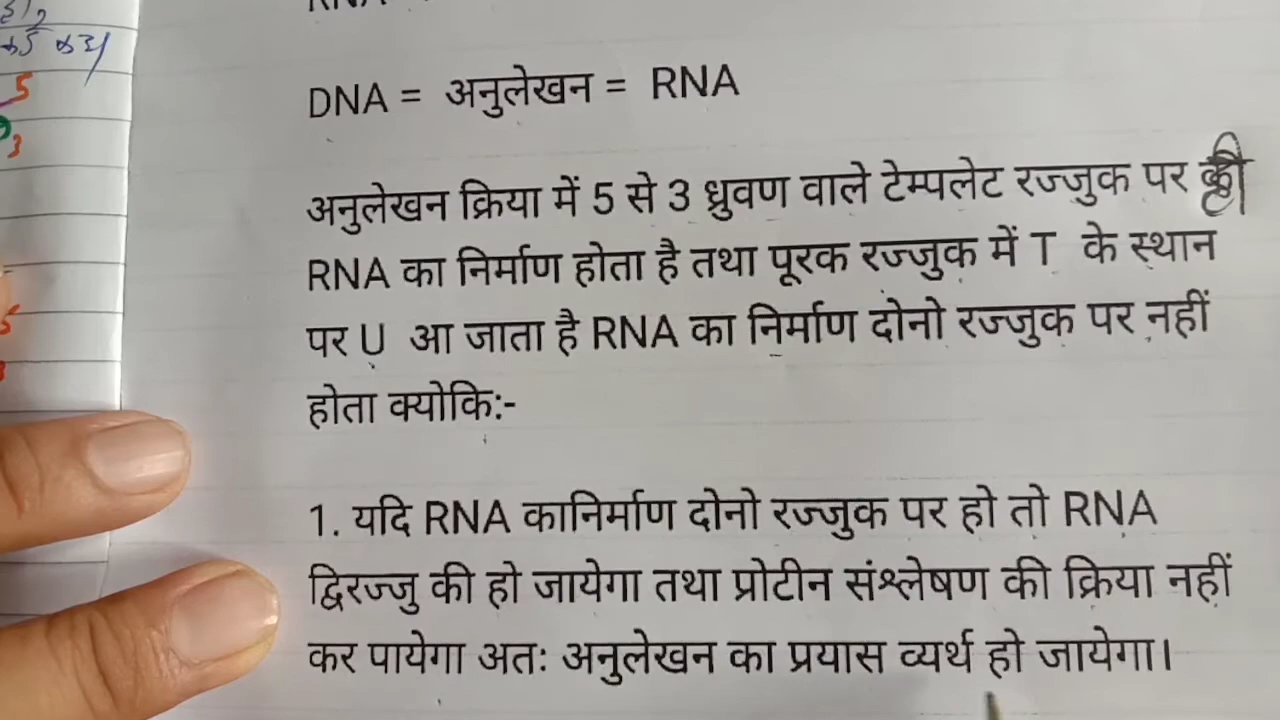 DNA = अनुलेखन = RNA
अनुलेखन क्रिया में 5 से 3 ध्रुवण वाले टेम्पलेट रज्जुक पर ही
RNA का निर्माण होता है तथा पूरक रज्जुक में T के स्थान
पर U आ जाता है RNA का निर्माण दोनो रज्जुक पर नहीं
होता क्योकि:-
1. यदि RNA कानिर्माण दोनो रज्जुक पर हो तो RNA
द्विरज्जु की हो जायेगा तथा प्रोटीन संश्लेषण की क्रिया नहीं
कर पायेगा अतः अनुलेखन का प्रयास व्यर्थ हो जायेगा।